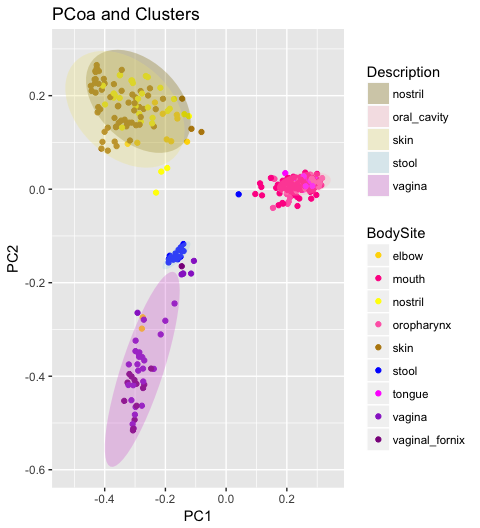 PCoa and Clusters
0.2
0.0
-0.2
-0.4
-0.6
PC2
-0.4
-0.2
0.0
0.2
PC1
Description
nostril
oral_cavity
skin
stool
vagina
BodySite
elbow
mouth
nostril
oropharynx
skin
stool
tongue
vagina
vaginal_fornix